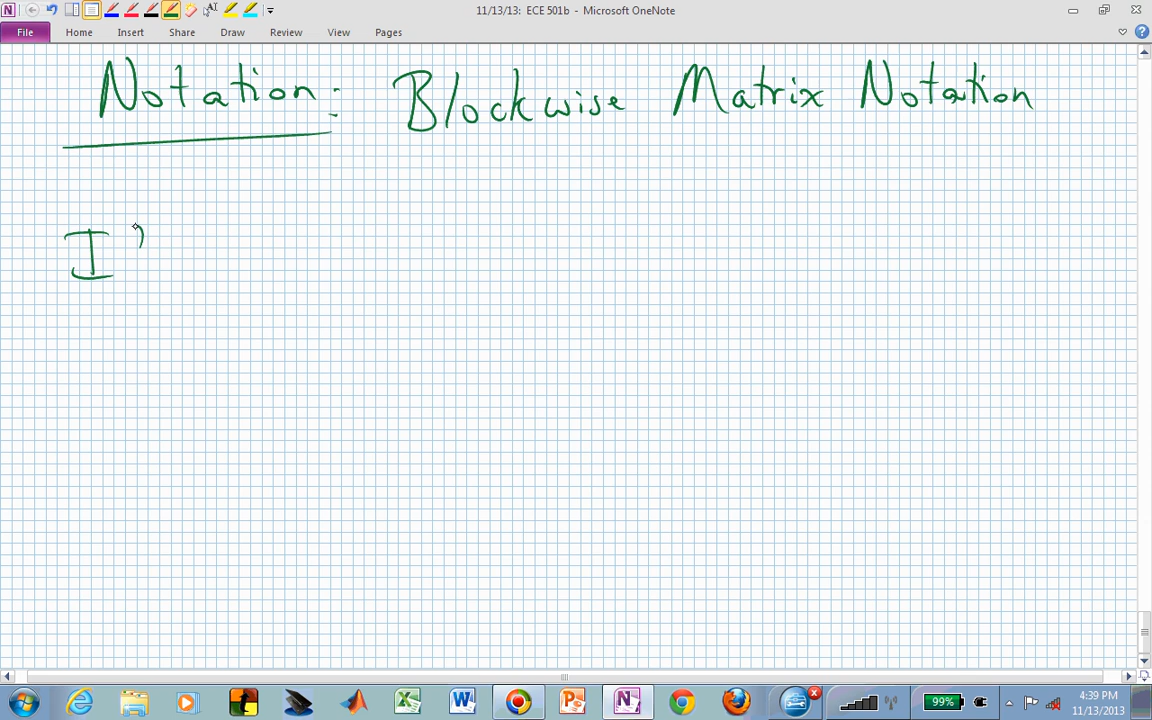 11/13/13: ECE 501b - Microsoft OneNote
File Home Insert Share Draw Review View Pages
Notation: Blockwise Matrix Notation
I'
99% 4:39 PM
11/13/2013